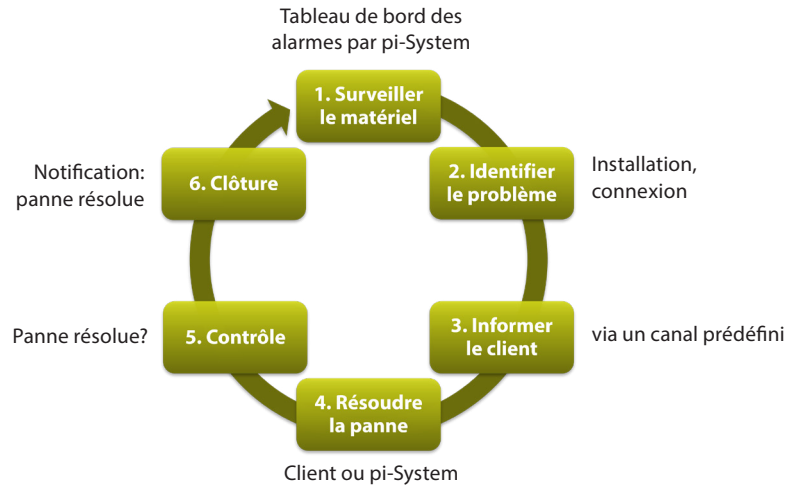 Tableau de bord des
alarmes par pi-System
1. Surveiller
le matériel
2. Identifier
le problème
Installation,
connexion
3. Informer
le client
via un canal prédéfini
4. Résoudre
la panne
Client ou pi-System
5. Contrôle
Panne résolue?
6. Clôture
Notification:
panne résolue